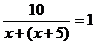 10/(x+(x+5)) = 1